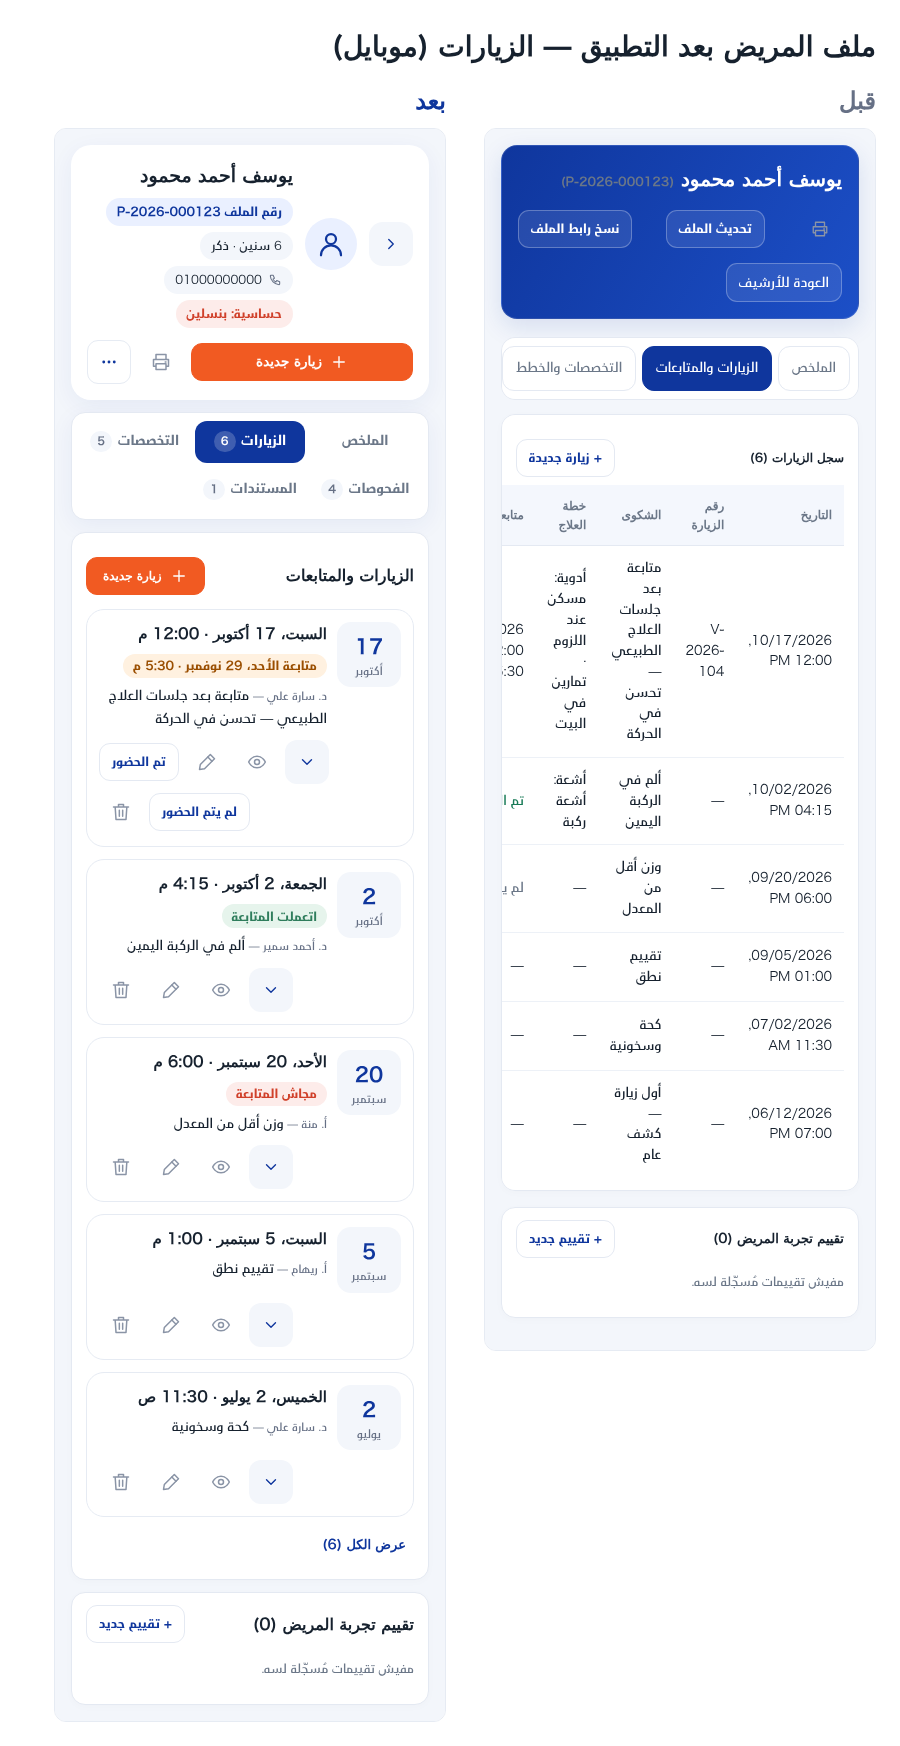 ملف المريض بعد التطبيق — الزيارات (موبايل)
قبل
يوسف أحمد محمود (P-2026-000123)
تحديث الملف
نسخ رابط الملف
العودة للأرشيف
الملخص
الزيارات والمتابعات
التخصصات والخطط
سجل الزيارات (6)
+ زيارة جديدة
التاريخ
رقم
الزيارة
الشكوى
خطة
العلاج
متابع
10/17/2026,
12:00 PM
V-
2026-
104
متابعة
بعد
جلسات
العلاج
الطبيعي
—
تحسن
في
الحركة
أدوية:
مسكن
عند
اللزوم
·
تمارين
في
البيت
026
:00
:30
10/02/2026,
04:15 PM
—
ألم في
الركبة
اليمين
أشعة:
أشعة
ركبة
تم ا
09/20/2026,
06:00 PM
—
وزن أقل
من
المعدل
—
لم ي
09/05/2026,
01:00 PM
—
تقييم
نطق
—
—
07/02/2026,
11:30 AM
—
كحة
وسخونية
—
—
06/12/2026,
07:00 PM
—
أول زيارة
—
كشف
عام
—
—
تقييم تجربة المريض (0)
+ تقييم جديد
مفيش تقييمات مُسجّلة لسه.
بعد
يوسف أحمد محمود
رقم الملف P-2026-000123
6 سنين · ذكر
01000000000
حساسية: بنسلين
+ زيارة جديدة
الملخص
الزيارات 6
التخصصات 5
الفحوصات 4
المستندات 1
الزيارات والمتابعات
+ زيارة جديدة
17
أكتوبر
السبت، 17 أكتوبر · 12:00 م
متابعة الأحد، 29 نوفمبر · 5:30 م
د. سارة علي — متابعة بعد جلسات العلاج
الطبيعي — تحسن في الحركة
تم الحضور
لم يتم الحضور
2
أكتوبر
الجمعة، 2 أكتوبر · 4:15 م
اتعملت المتابعة
د. أحمد سمير — ألم في الركبة اليمين
20
سبتمبر
الأحد، 20 سبتمبر · 6:00 م
مجاش المتابعة
أ. منة — وزن أقل من المعدل
5
سبتمبر
السبت، 5 سبتمبر · 1:00 م
أ. ريهام — تقييم نطق
2
يوليو
الخميس، 2 يوليو · 11:30 ص
د. سارة علي — كحة وسخونية
عرض الكل (6)
تقييم تجربة المريض (0)
+ تقييم جديد
مفيش تقييمات مُسجّلة لسه.